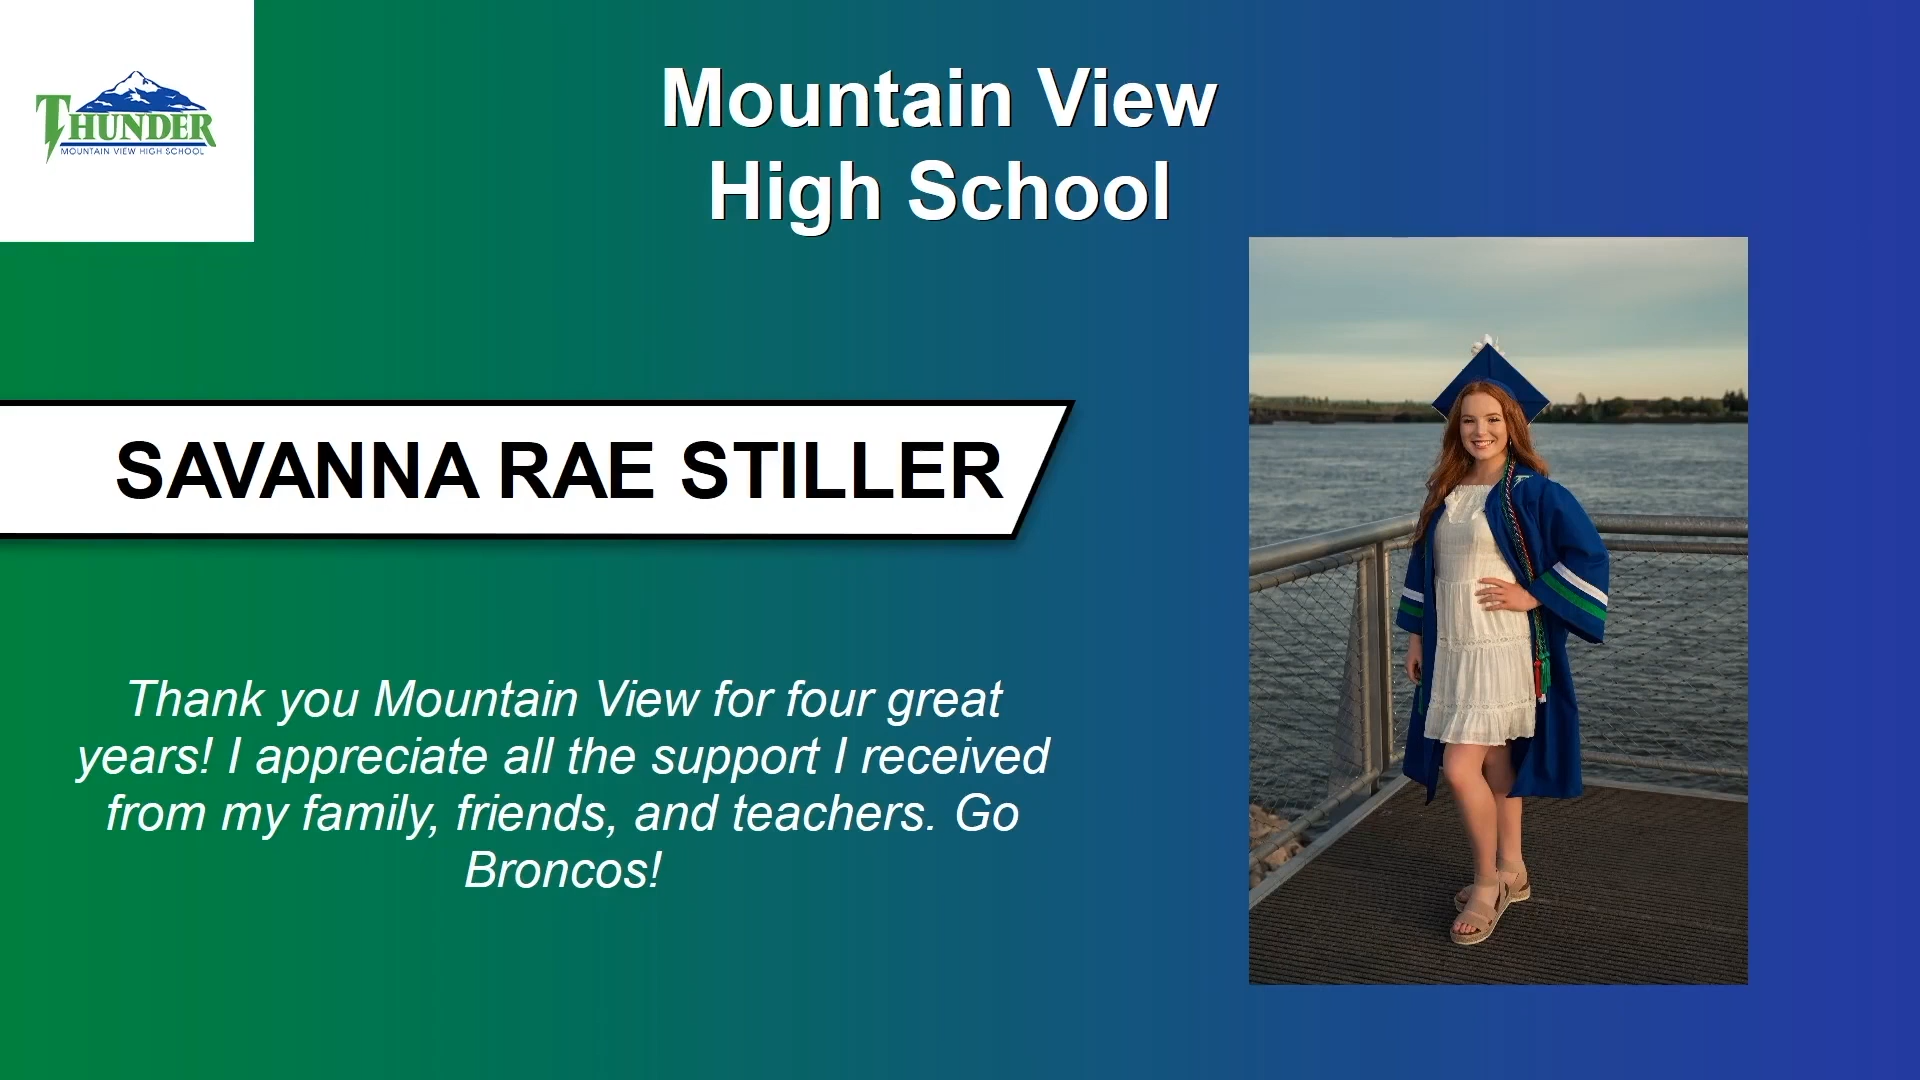 THUNDER
MOUNTAIN VIEW HIGH SCHOOL
Mountain View
High School
SAVANNA RAE STILLER
Thank you Mountain View for four great
years! I appreciate all the support I received
from my family, friends, and teachers. Go
Broncos!